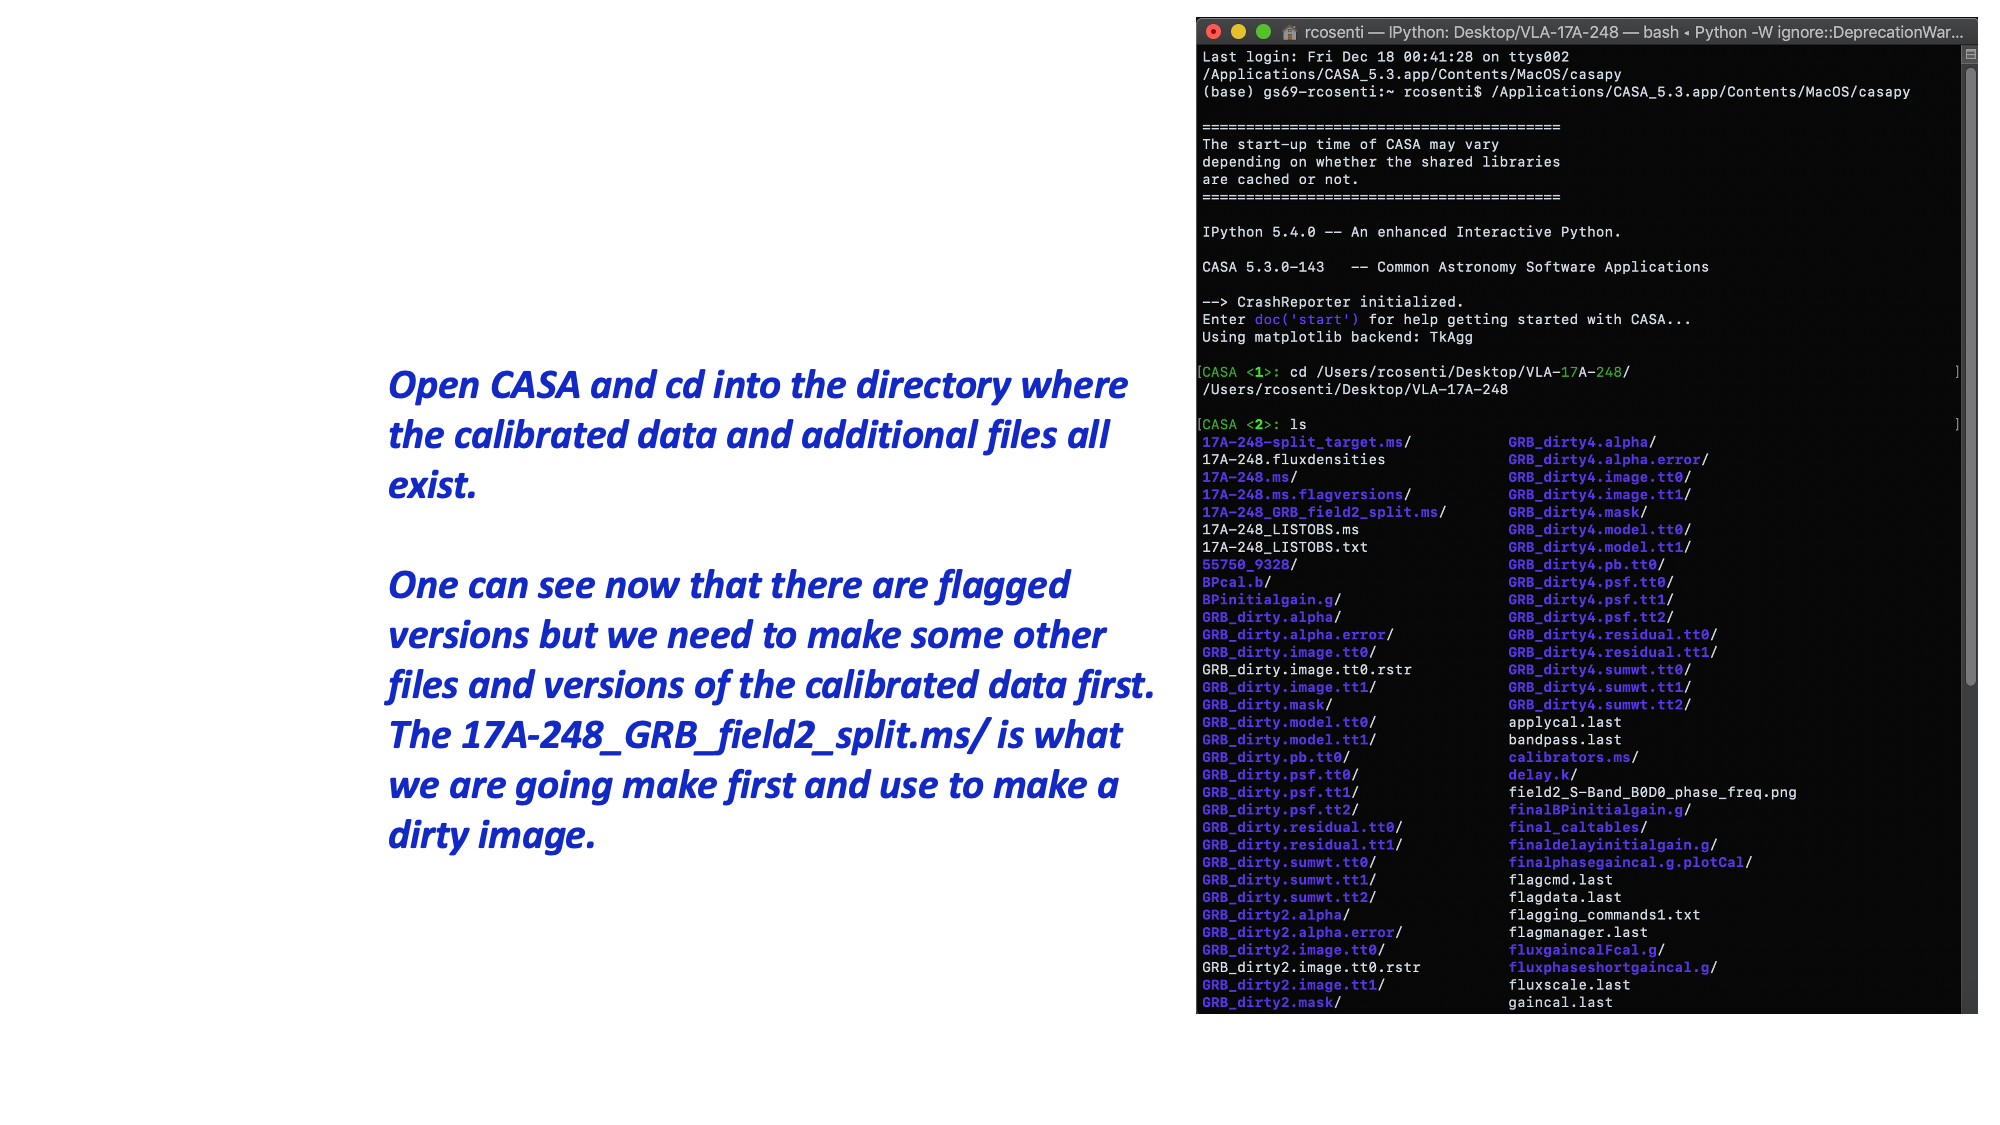 Open CASA and cd into the directory where
the calibrated data and additional files all
exist.
One can see now that there are flagged
versions but we need to make some other
files and versions of the calibrated data first.
The 17A-248_GRB_field2_split.ms/ is what
we are going make first and use to make a
dirty image.
rcosenti — IPython: Desktop/VLA-17A-248 — bash ◂ Python -W ignore::DeprecationWar...
Last login: Fri Dec 18 00:41:28 on ttys002
/Applications/CASA_5.3.app/Contents/MacOS/casapy
(base) gs69-rcosenti:~ rcosenti$ /Applications/CASA_5.3.app/Contents/MacOS/casapy
=========================================
The start-up time of CASA may vary
depending on whether the shared libraries
are cached or not.
=========================================
IPython 5.4.0 -- An enhanced Interactive Python.
CASA 5.3.0-143   -- Common Astronomy Software Applications
--> CrashReporter initialized.
Enter doc('start') for help getting started with CASA...
Using matplotlib backend: TkAgg
[CASA <1>: cd /Users/rcosenti/Desktop/VLA-17A-248/ ]
/Users/rcosenti/Desktop/VLA-17A-248
[CASA <2>: ls ]
17A-248-split_target.ms/ GRB_dirty4.alpha/
17A-248.fluxdensities GRB_dirty4.alpha.error/
17A-248.ms/ GRB_dirty4.image.tt0/
17A-248.ms.flagversions/ GRB_dirty4.image.tt1/
17A-248_GRB_field2_split.ms/ GRB_dirty4.mask/
17A-248_LISTOBS.ms GRB_dirty4.model.tt0/
17A-248_LISTOBS.txt GRB_dirty4.model.tt1/
55750_9328/ GRB_dirty4.pb.tt0/
BPcal.b/ GRB_dirty4.psf.tt0/
BPinitialgain.g/ GRB_dirty4.psf.tt1/
GRB_dirty.alpha/ GRB_dirty4.psf.tt2/
GRB_dirty.alpha.error/ GRB_dirty4.residual.tt0/
GRB_dirty.image.tt0/ GRB_dirty4.residual.tt1/
GRB_dirty.image.tt0.rstr GRB_dirty4.sumwt.tt0/
GRB_dirty.image.tt1/ GRB_dirty4.sumwt.tt1/
GRB_dirty.mask/ GRB_dirty4.sumwt.tt2/
GRB_dirty.model.tt0/ applycal.last
GRB_dirty.model.tt1/ bandpass.last
GRB_dirty.pb.tt0/ calibrators.ms/
GRB_dirty.psf.tt0/ delay.k/
GRB_dirty.psf.tt1/ field2_S-Band_B0D0_phase_freq.png
GRB_dirty.psf.tt2/ finalBPinitialgain.g/
GRB_dirty.residual.tt0/ final_caltables/
GRB_dirty.residual.tt1/ finaldelayinitialgain.g/
GRB_dirty.sumwt.tt0/ finalphasegaincal.g.plotCal/
GRB_dirty.sumwt.tt1/ flagcmd.last
GRB_dirty.sumwt.tt2/ flagdata.last
GRB_dirty2.alpha/ flagging_commands1.txt
GRB_dirty2.alpha.error/ flagmanager.last
GRB_dirty2.image.tt0/ fluxgaincalFcal.g/
GRB_dirty2.image.tt0.rstr fluxphaseshortgaincal.g/
GRB_dirty2.image.tt1/ fluxscale.last
GRB_dirty2.mask/ gaincal.last